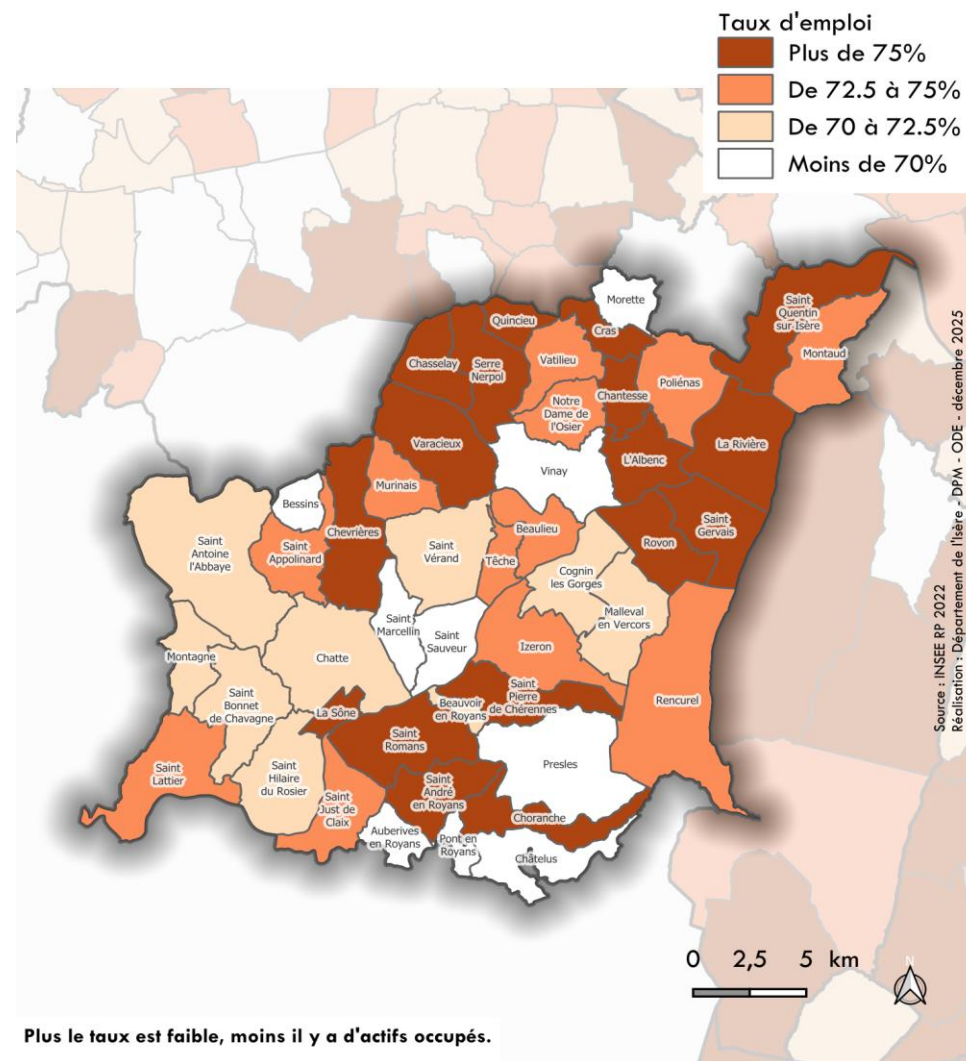 Taux d'emploi
Plus de 75%
De 72.5 à 75%
De 70 à 72.5%
Moins de 70%
Morette
Saint
Quentin
sur Isère
Quincieu
Cras
Montaud
Chasselay
Serre
Nerpol
Vatilieu
Poliénas
Chantesse
Notre
Dame de
l'Osier
Varacieux
La Rivière
L'Albenc
Vinay
Murinais
Bessins
Chevrières
Beaulieu
Saint
Gervais
Rovon
Saint
Antoine
l'Abbaye
Saint
Appolinard
Saint
Vérand
Têche
Cognin
les Gorges
Malleval
en Vercors
Saint
Marcellin
Saint
Sauveur
Izeron
Montagne
Chatte
Rencurel
Saint
Bonnet
de Chavagne
La Sône
Beauvoir
en Royans
Saint
Pierre
de Chérennes
Saint
Romans
Presles
Saint
Lattier
Saint
Hilaire
du Rosier
Saint
Just de
Claix
Saint
André
en Royans
Choranche
Auberives
en Royans
Pont en
Royans
Châtelus
Source : INSEE RP 2022
Réalisation : Département de l'Isère - DPM - ODE - décembre 2025
0 2,5 5 km
N
Plus le taux est faible, moins il y a d'actifs occupés.